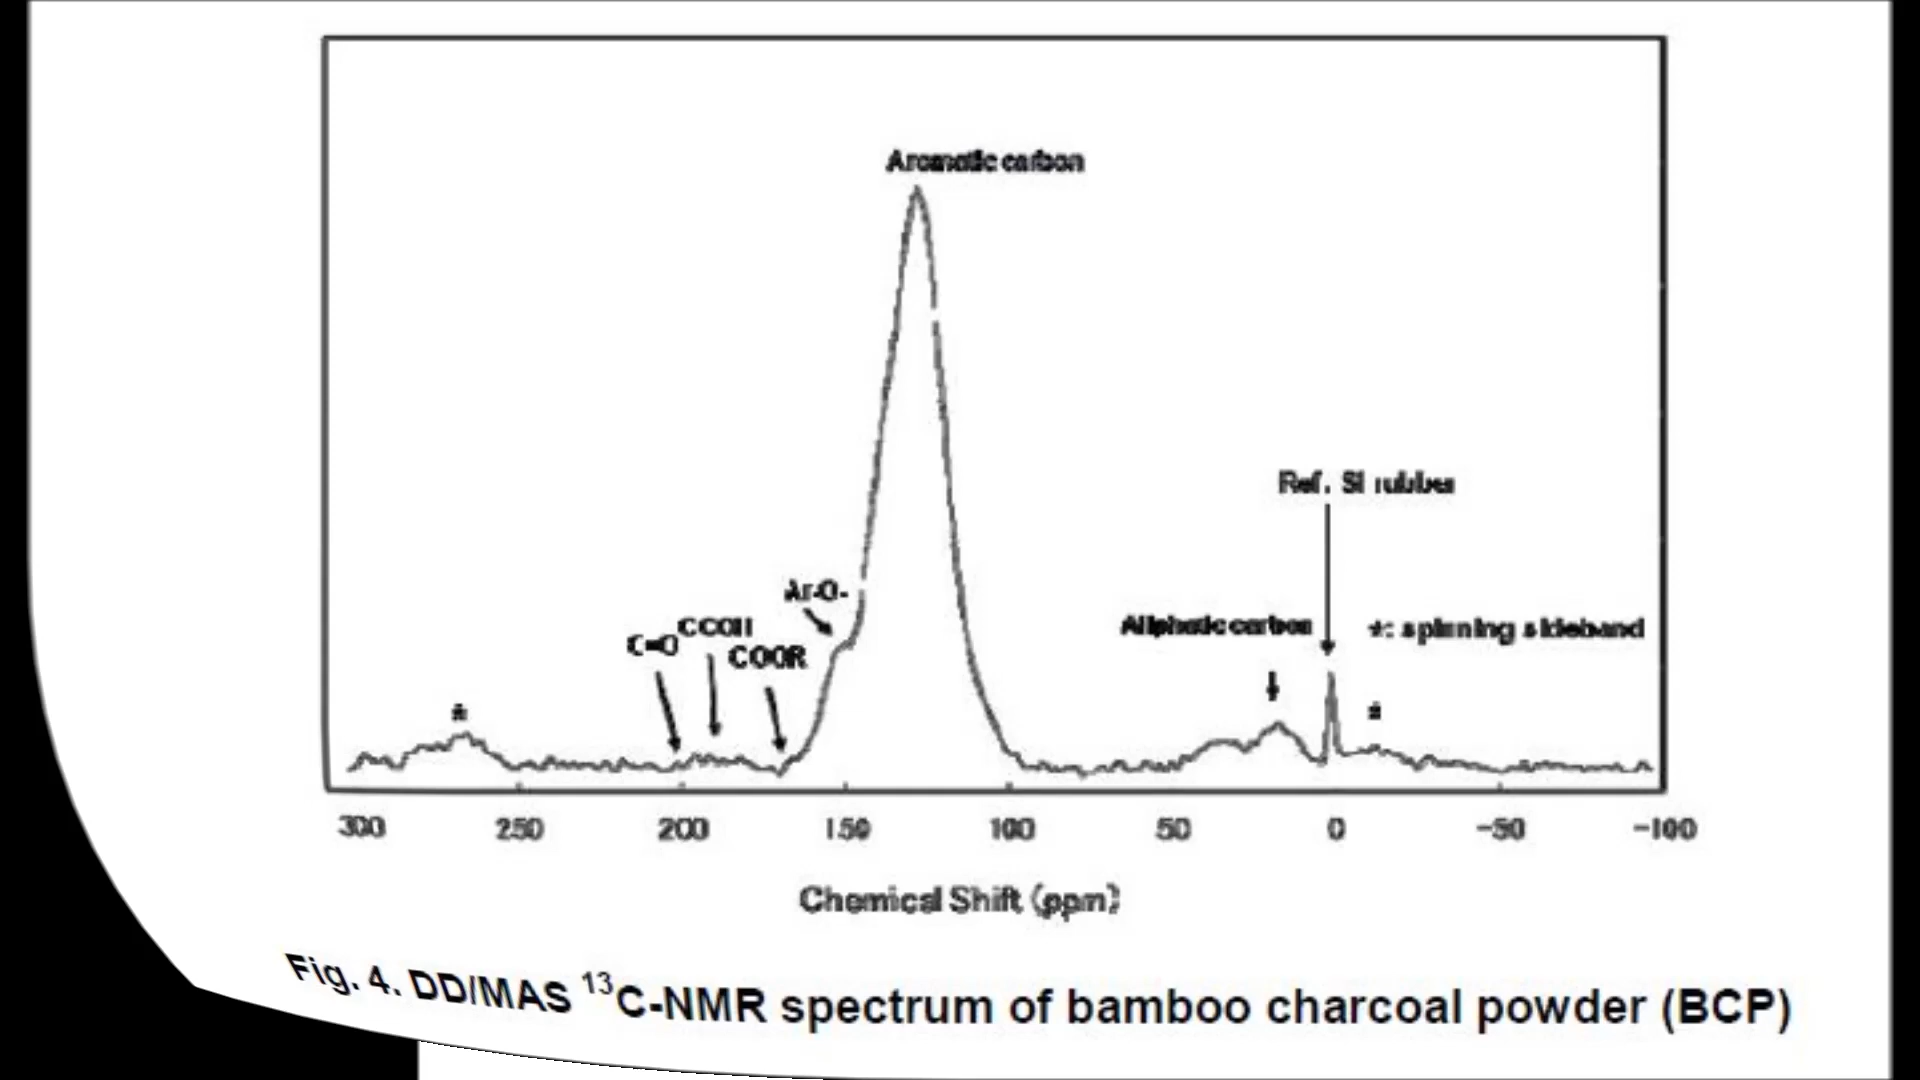 Aromatic carbon
Ref. Si rubber
Ar-O-
C=O
COOH
COOR
Aliphatic carbon
*: spinning sideband
*
*
300 250 200 150 100 50 0 -50 -100
Chemical Shift (ppm)
Fig. 4. DD/MAS ¹³C-NMR spectrum of bamboo charcoal powder (BCP)